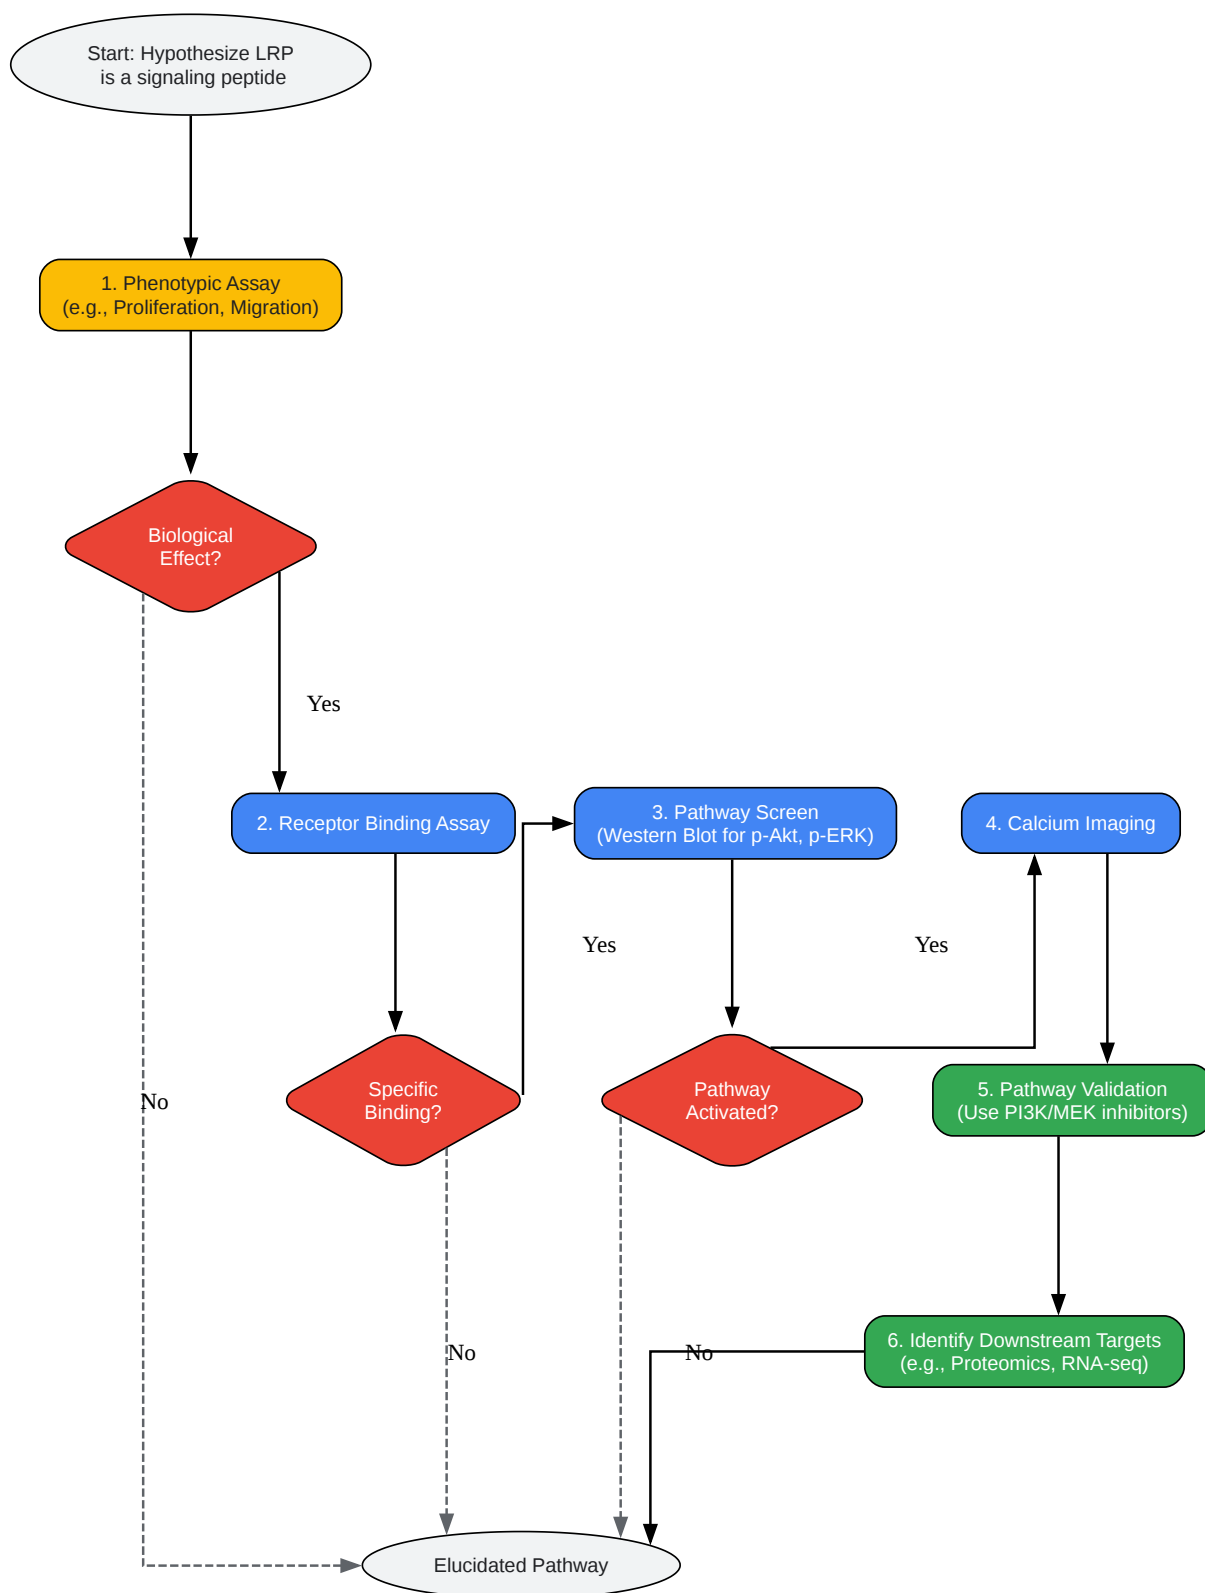 Start: Hypothesize LRP
is a signaling peptide
1. Phenotypic Assay
(e.g., Proliferation, Migration)
Biological
Effect?
Yes
2. Receptor Binding Assay
3. Pathway Screen
(Western Blot for p-Akt, p-ERK)
4. Calcium Imaging
Yes
Yes
Specific
Binding?
Pathway
Activated?
5. Pathway Validation
(Use PI3K/MEK inhibitors)
No
No
No
6. Identify Downstream Targets
(e.g., Proteomics, RNA-seq)
Elucidated Pathway